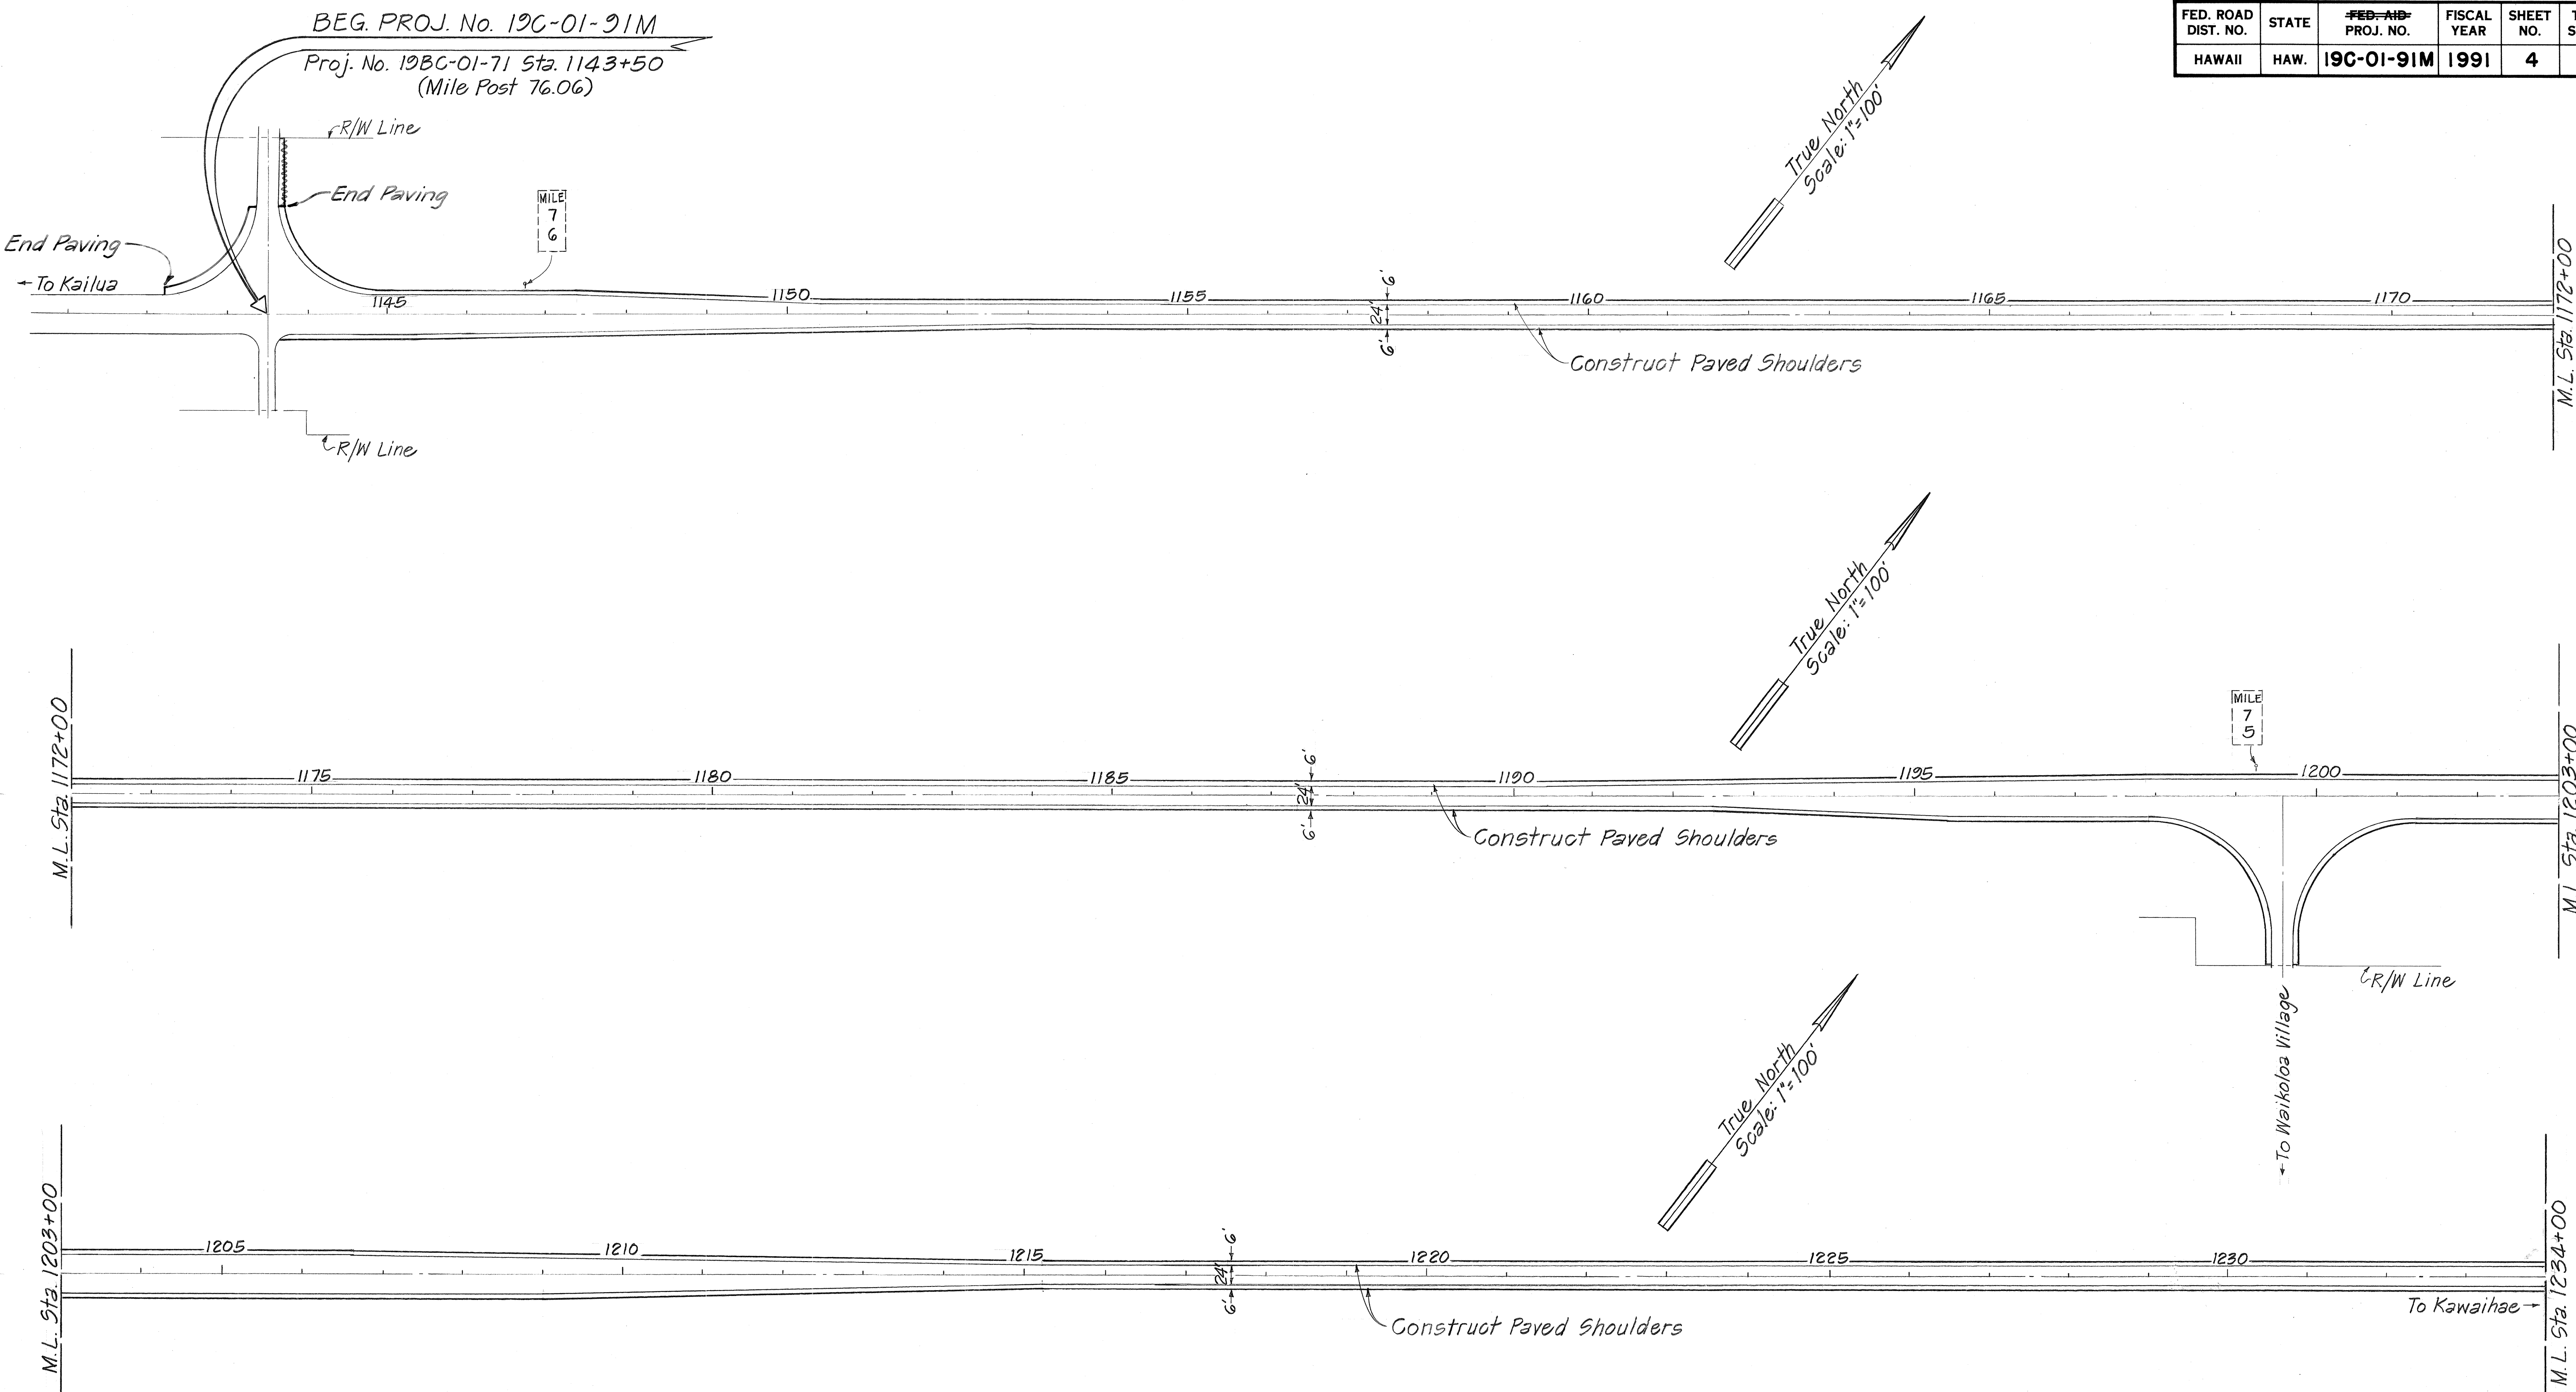 BEG. PROJ. No. 19C-01-91M
Proj. No. 19BC-01-71 Sta. 1143+50
(Mile Post 76.06)
FED. ROAD DIST. NO.
STATE
FED. AID PROJ. NO.
FISCAL YEAR
SHEET NO.
HAWAII
HAW.
19C-01-91M
1991
4
R/W Line
End Paving
End Paving
← To Kailua
MILE
7
6
True North
Scale: 1"=100'
1145
1150
1155
1160
1165
1170
6'
24'
6'
Construct Paved Shoulders
R/W Line
M.L. Sta. 1172+00
True North
Scale: 1"=100'
M.L. Sta. 1172+00
1175
1180
1185
1190
1195
1200
6'
24'
6'
Construct Paved Shoulders
MILE
7
5
R/W Line
← To Waikoloa Village
M.L. Sta. 1203+00
True North
Scale: 1"=100'
M.L. Sta. 1203+00
1205
1210
1215
1220
1225
1230
6'
24'
6'
Construct Paved Shoulders
To Kawaihae →
M.L. Sta. 1234+00